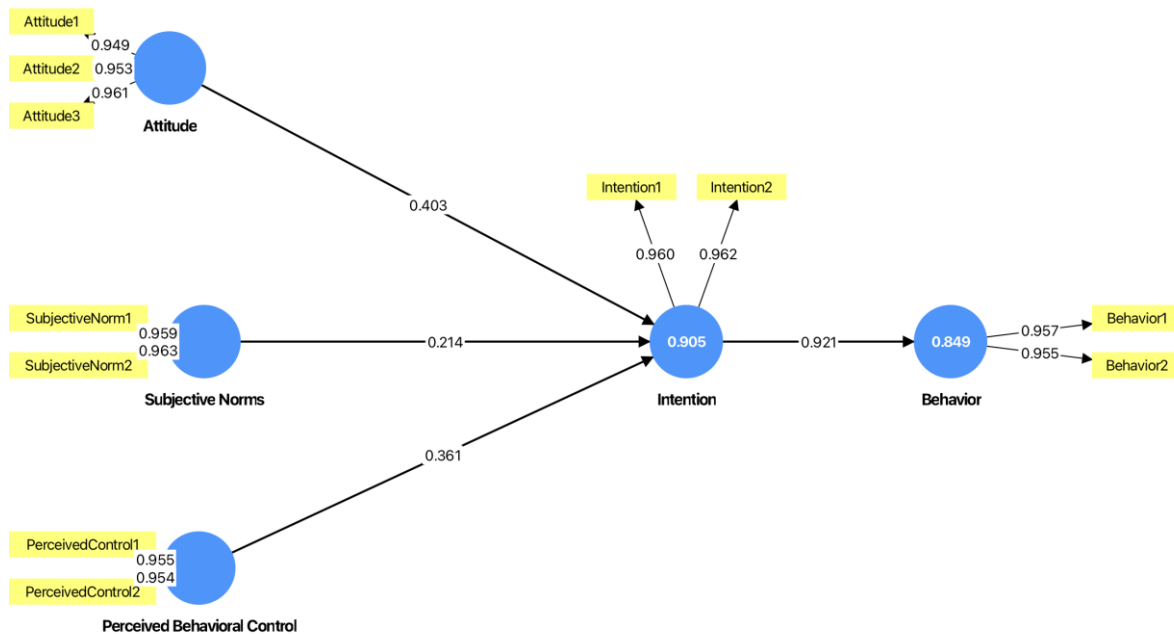 Attitude1
0.949
Attitude2
0.953
Attitude3
0.961
Attitude
0.403
Intention1
Intention2
0.960
0.962
SubjectiveNorm1
0.959
SubjectiveNorm2
0.963
Subjective Norms
0.214
0.905
Intention
0.921
0.849
Behavior
0.957
Behavior1
0.955
Behavior2
0.361
PerceivedControl1
0.955
PerceivedControl2
0.954
Perceived Behavioral Control